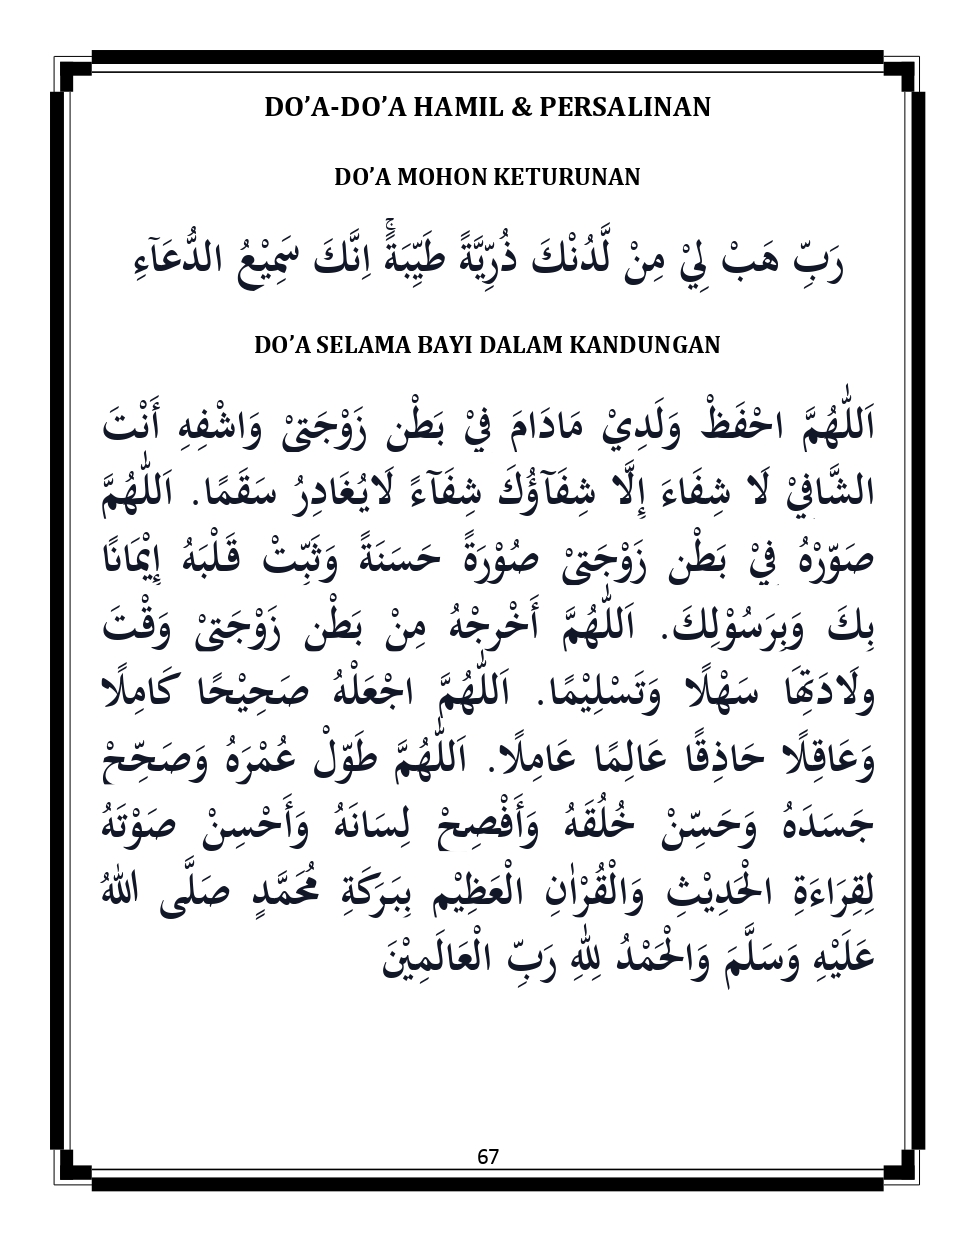 DO’A-DO’A HAMIL & PERSALINAN
DO’A MOHON KETURUNAN
رَبِّ هَبْ لِيْ مِنْ لَّدُنْكَ ذُرِّيَّةً طَيِّبَةًۚ اِنَّكَ سَمِيْعُ الدُّعَاۤءِ
DO’A SELAMA BAYI DALAM KANDUNGAN
اَللّٰهُمَّ احْفَظْ وَلَدِيْ مَادَامَ فِيْ بَطْنِ زَوْجَتِىْ وَاشْفِهِ أَنْتَ
الشَّافِيْ لَا شِفَاءَ إِلَّا شِفَآؤُكَ شِفَآءً لَايُغَادِرُ سَقَمًا. اَللّٰهُمَّ
صَوِّرْهُ فِيْ بَطْنِ زَوْجَتِىْ صُوْرَةً حَسَنَةً وَثَبِّتْ قَلْبَهُ إِيْمَانًا
بِكَ وَبِرَسُوْلِكَ. اَللّٰهُمَّ أَخْرِجْهُ مِنْ بَطْنِ زَوْجَتِىْ وَقْتَ
وِلَادَتِهَا سَهْلًا وَتَسْلِيْمًا. اَللّٰهُمَّ اجْعَلْهُ صَحِيْحًا كَامِلًا
وَعَاقِلًا حَاذِقًا عَالِمًا عَامِلًا. اَللّٰهُمَّ طَوِّلْ عُمْرَهُ وَصَحِّحْ
جَسَدَهُ وَحَسِّنْ خُلُقَهُ وَأَفْصِحْ لِسَانَهُ وَأَحْسِنْ صَوْتَهُ
لِقِرَاءَةِ الْحَدِيْثِ وَالْقُرْاٰنِ الْعَظِيْمِ بِبَرَكَةِ مُحَمَّدٍ صَلَّى اللهُ
عَلَيْهِ وَسَلَّمَ وَالْحَمْدُ لِلّٰهِ رَبِّ الْعَالَمِيْنَ
67